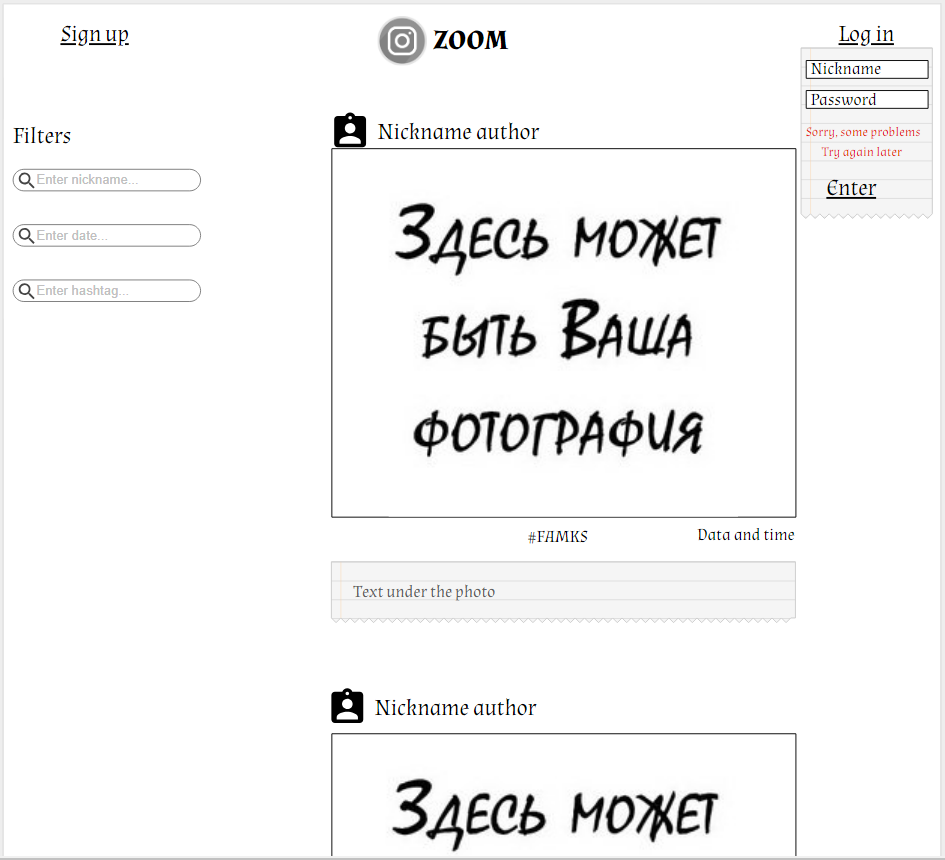 Sign up
ZOOM
Log in
Nickname
Password
Sorry, some problems
Try again later
Enter
Filters
Enter nickname...
Enter date...
Enter hashtag...
Nickname author
Здесь может
быть Ваша
фотография
#FAMKS
Data and time
Text under the photo
Nickname author
Здесь может